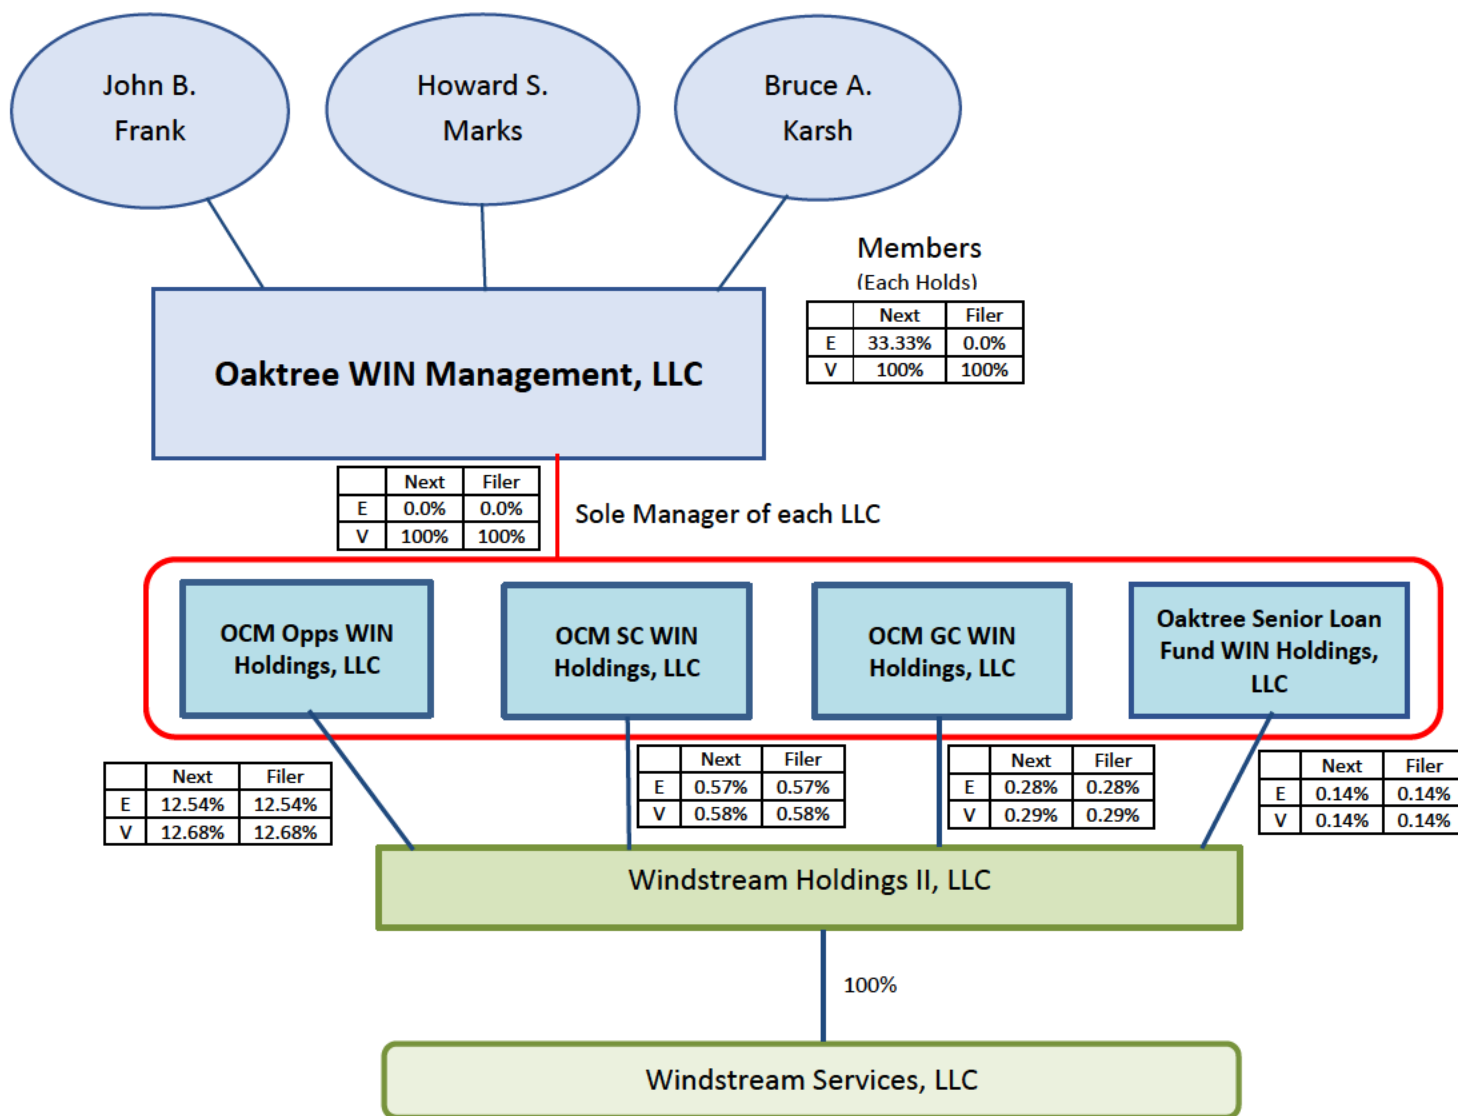 John B.
Frank
Howard S.
Marks
Bruce A.
Karsh
Members
(Each Holds)
Next Filer
E 33.33% 0.0%
V 100% 100%
Oaktree WIN Management, LLC
Next Filer
E 0.0% 0.0%
V 100% 100%
Sole Manager of each LLC
OCM Opps WIN
Holdings, LLC
OCM SC WIN
Holdings, LLC
OCM GC WIN
Holdings, LLC
Oaktree Senior Loan
Fund WIN Holdings,
LLC
Next Filer
E 12.54% 12.54%
V 12.68% 12.68%
Next Filer
E 0.57% 0.57%
V 0.58% 0.58%
Next Filer
E 0.28% 0.28%
V 0.29% 0.29%
Next Filer
E 0.14% 0.14%
V 0.14% 0.14%
Windstream Holdings II, LLC
100%
Windstream Services, LLC